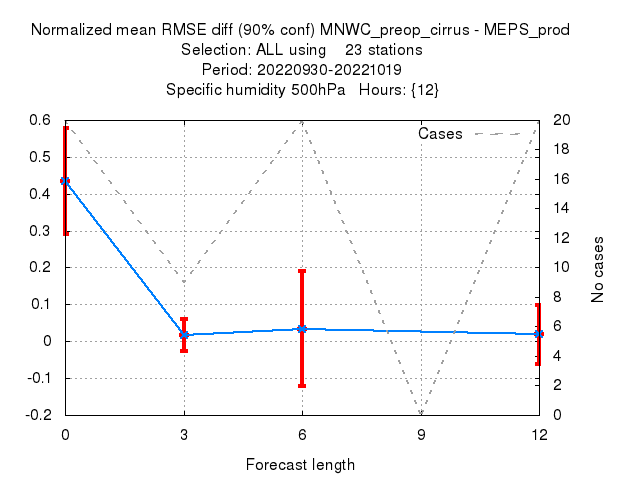 Normalized mean RMSE diff (90% conf) MNWC_preop_cirrus - MEPS_prod
Selection: ALL using    23 stations
Period: 20220930-20221019
Specific humidity 500hPa   Hours: {12}
Cases
0.6
0.5
0.4
0.3
0.2
0.1
0
-0.1
-0.2
20
18
16
14
12
10
8
6
4
2
0
No cases
0 3 6 9 12
Forecast length